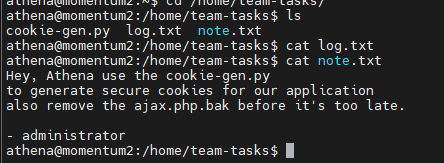 athena@momentum2:~$ cd /home/team-tasks/
athena@momentum2:/home/team-tasks$ ls
cookie-gen.py  log.txt  note.txt
athena@momentum2:/home/team-tasks$ cat log.txt
athena@momentum2:/home/team-tasks$ cat note.txt
Hey, Athena use the cookie-gen.py
to generate secure cookies for our application
also remove the ajax.php.bak before it's too late.
- administrator
athena@momentum2:/home/team-tasks$